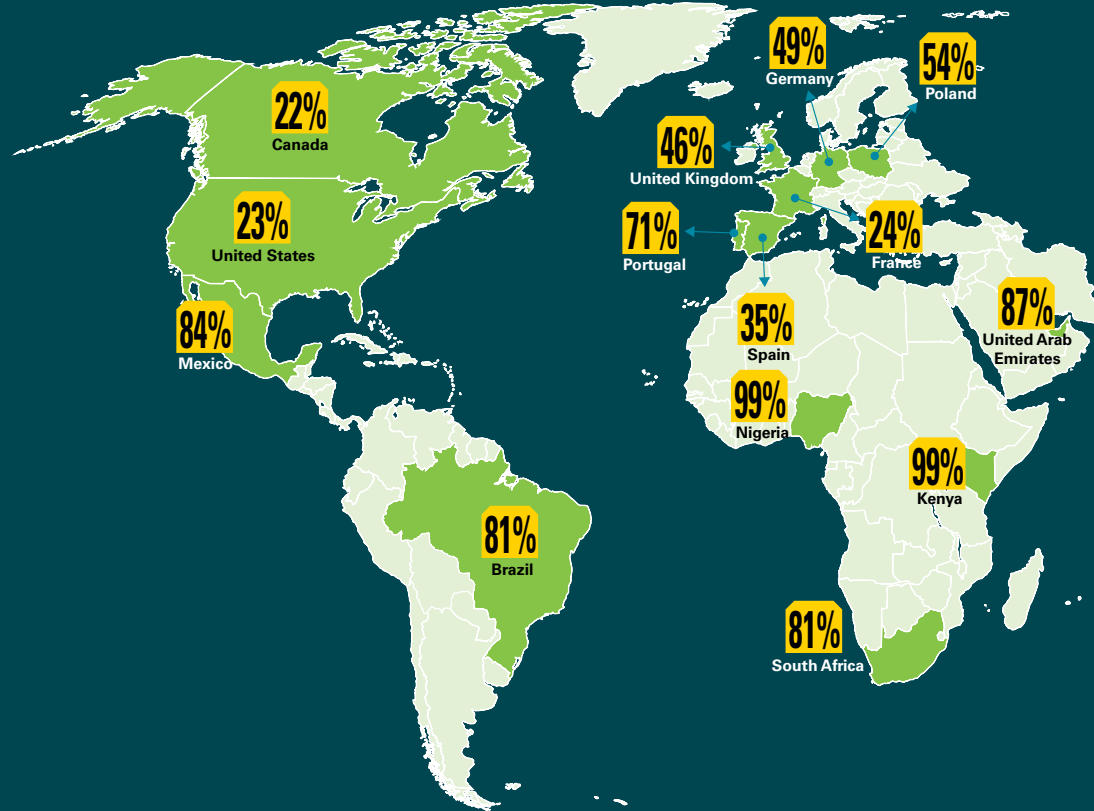 22%
Canada
23%
United States
84%
Mexico
81%
Brazil
49%
Germany
54%
Poland
46%
United Kingdom
71%
Portugal
24%
France
35%
Spain
87%
United Arab
Emirates
99%
Nigeria
99%
Kenya
81%
South Africa